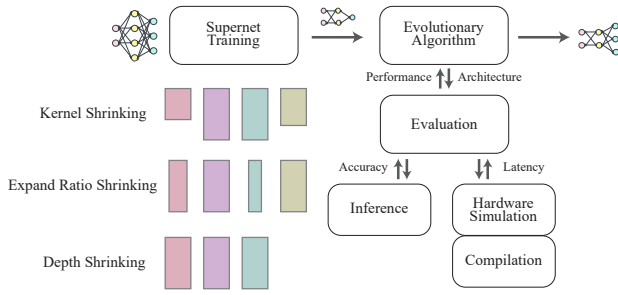 Supernet
Training
Evolutionary
Algorithm
Performance
Architecture
Kernel Shrinking
Evaluation
Accuracy
Latency
Expand Ratio Shrinking
Inference
Hardware
Simulation
Depth Shrinking
Compilation